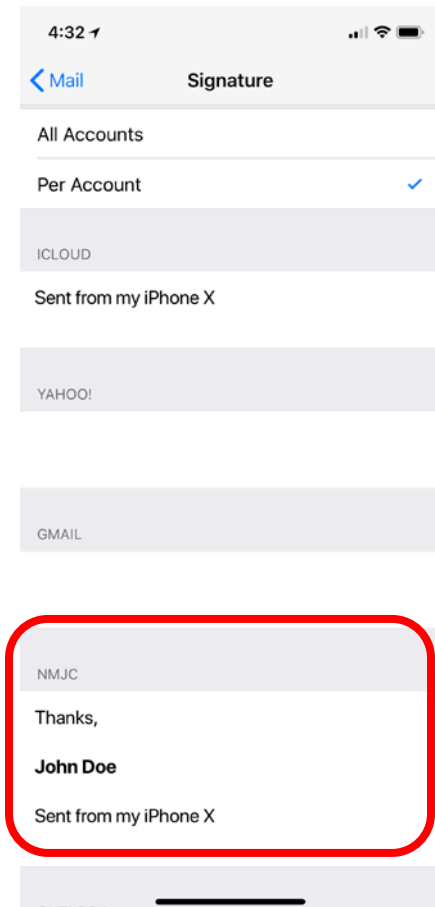 4:32
Mail
Signature
All Accounts
Per Account
ICLOUD
Sent from my iPhone X
YAHOO!
GMAIL
NMJC
Thanks,
John Doe
Sent from my iPhone X